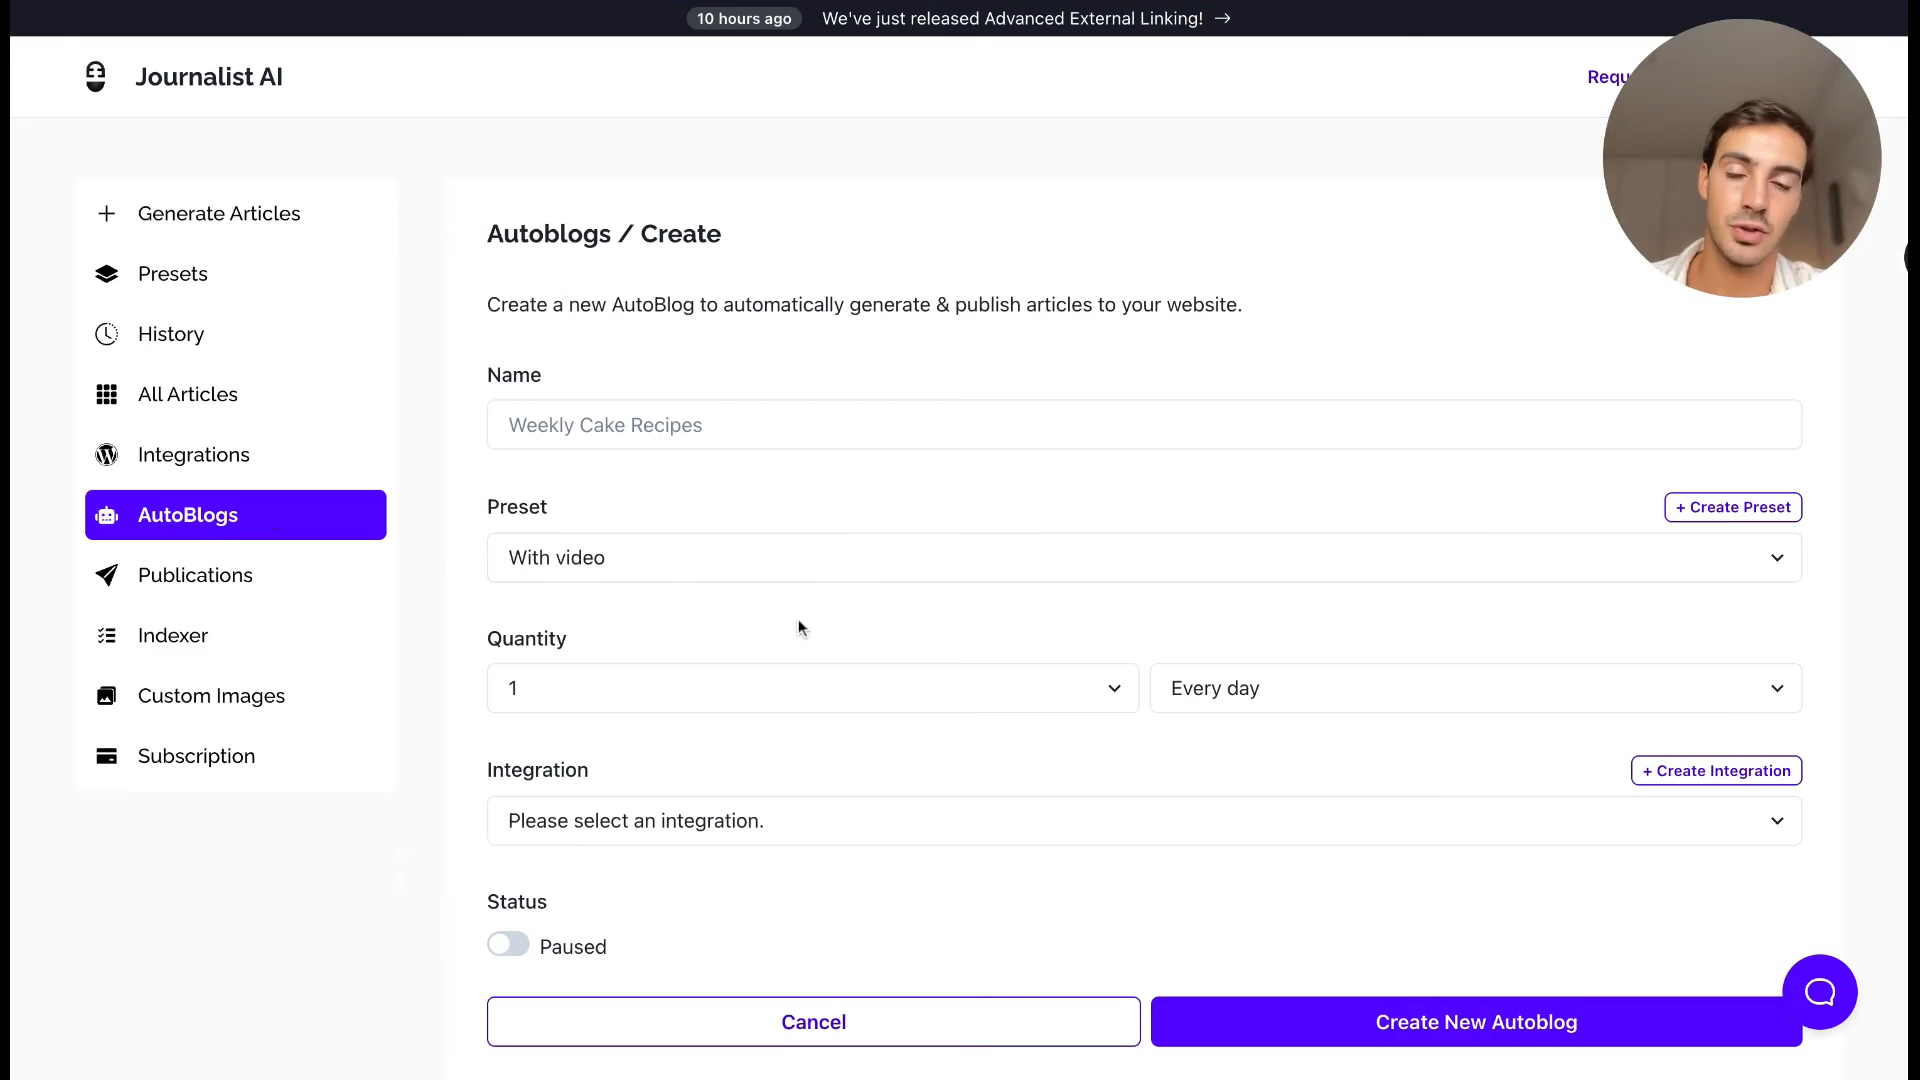 10 hours ago We've just released Advanced External Linking! →
Journalist AI
Requ
+ Generate Articles
Presets
History
All Articles
Integrations
AutoBlogs
Publications
Indexer
Custom Images
Subscription
Autoblogs / Create
Create a new AutoBlog to automatically generate & publish articles to your website.
Name
Weekly Cake Recipes
Preset
+ Create Preset
With video
Quantity
1
Every day
Integration
+ Create Integration
Please select an integration.
Status
Paused
Cancel
Create New Autoblog